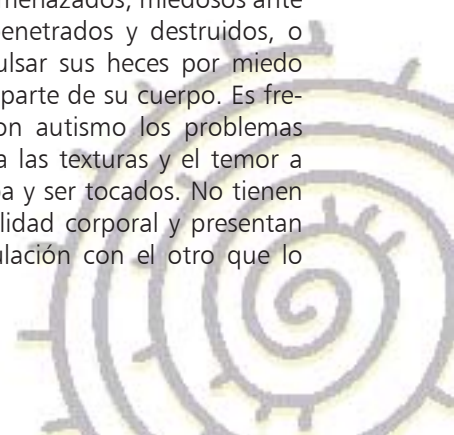 menazados, miedosos ante
enetrados y destruidos, o
ulsar sus heces por miedo
parte de su cuerpo. Es fre-
on autismo los problemas
a las texturas y el temor a
a y ser tocados. No tienen
lidad corporal y presentan
ulación con el otro que lo